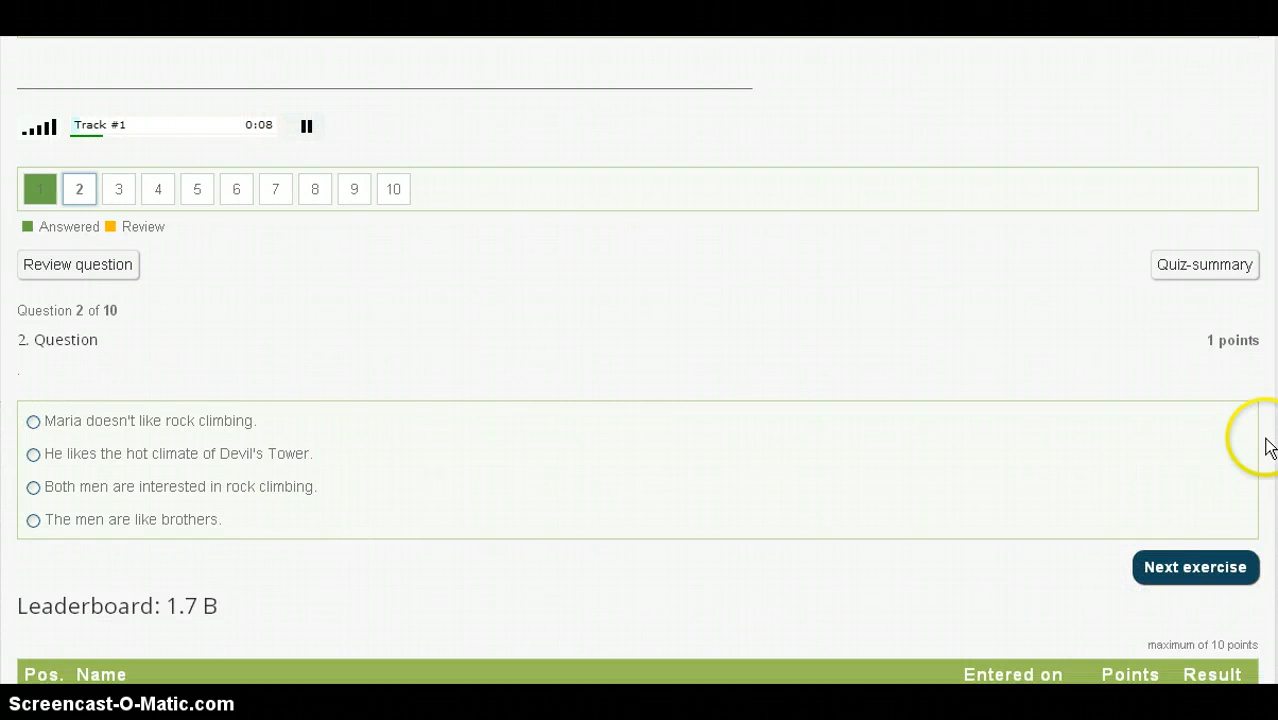 Track #1 0:08
1 2 3 4 5 6 7 8 9 10
Answered Review
Review question Quiz-summary
Question 2 of 10
2. Question 1 points
.
Maria doesn't like rock climbing.
He likes the hot climate of Devil's Tower.
Both men are interested in rock climbing.
The men are like brothers.
Next exercise
Leaderboard: 1.7 B
maximum of 10 points
Pos. Name Entered on Points Result
Screencast-O-Matic.com